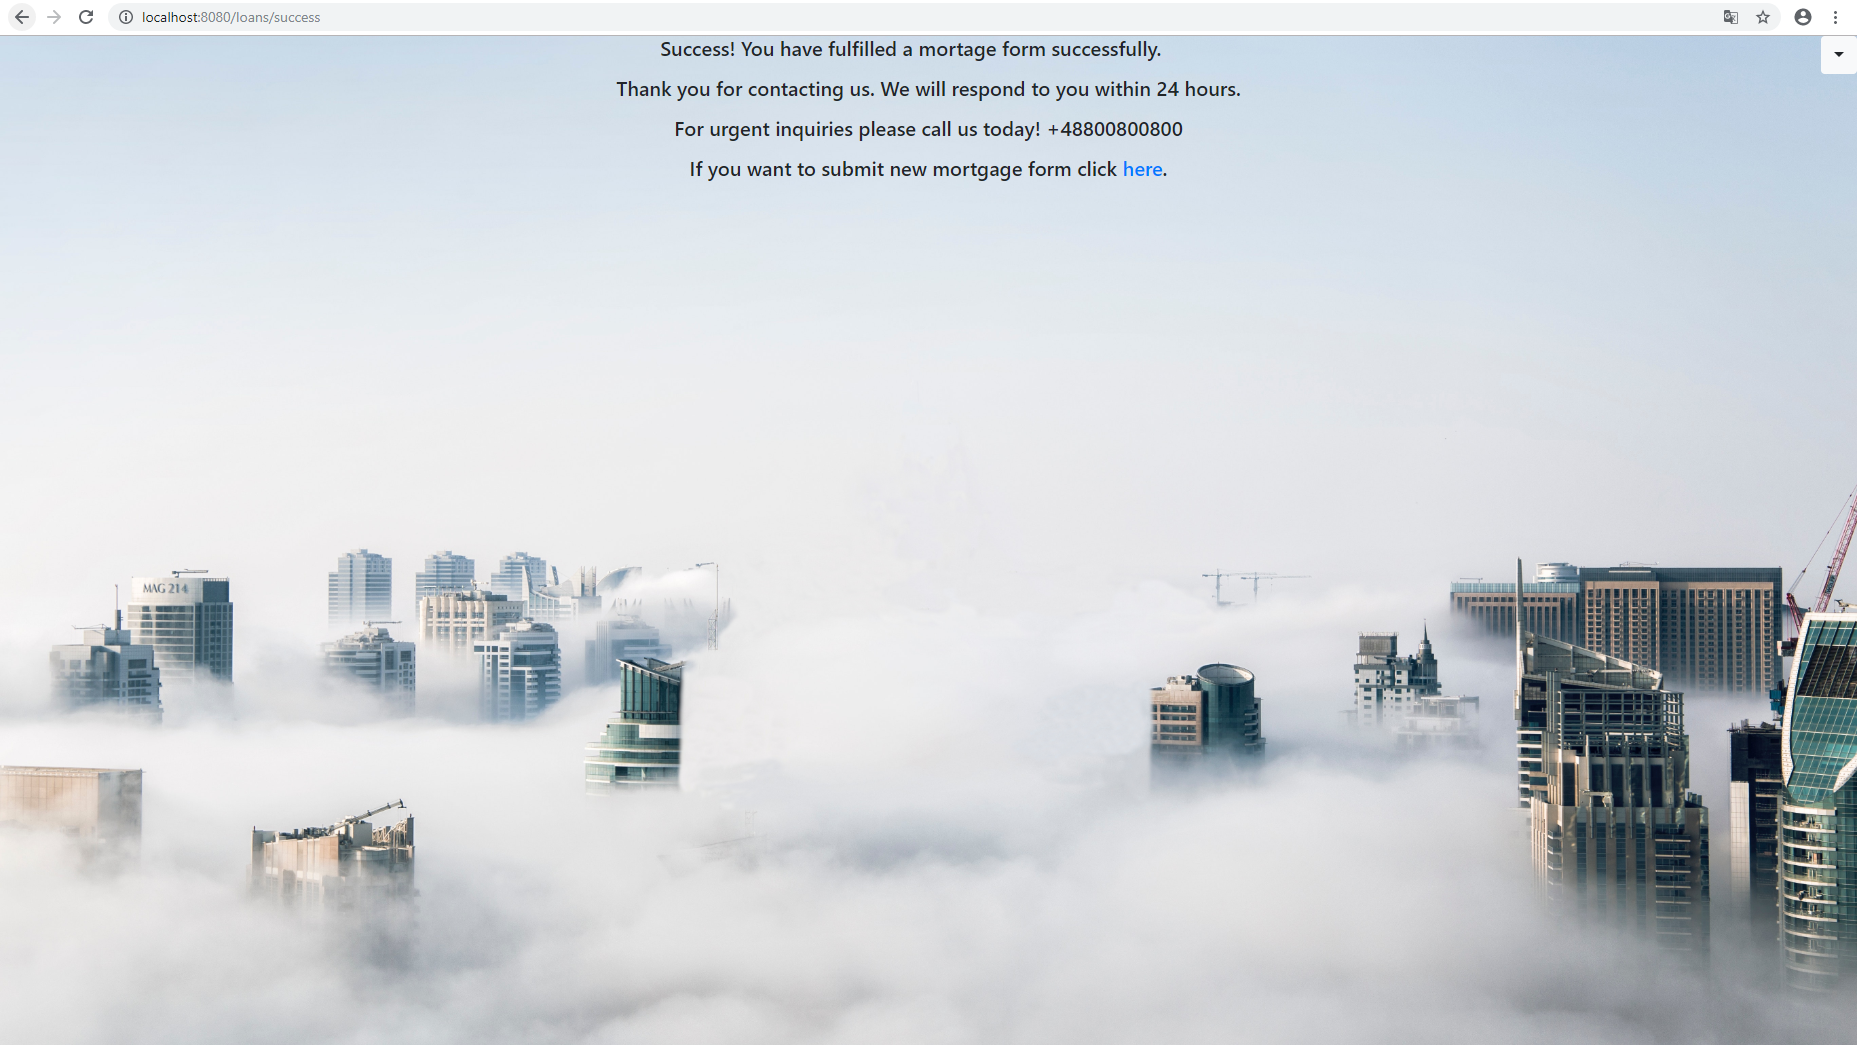 localhost:8080/loans/success
Success! You have fulfilled a mortage form successfully.
Thank you for contacting us. We will respond to you within 24 hours.
For urgent inquiries please call us today! +48800800800
If you want to submit new mortgage form click here.
MAG 214